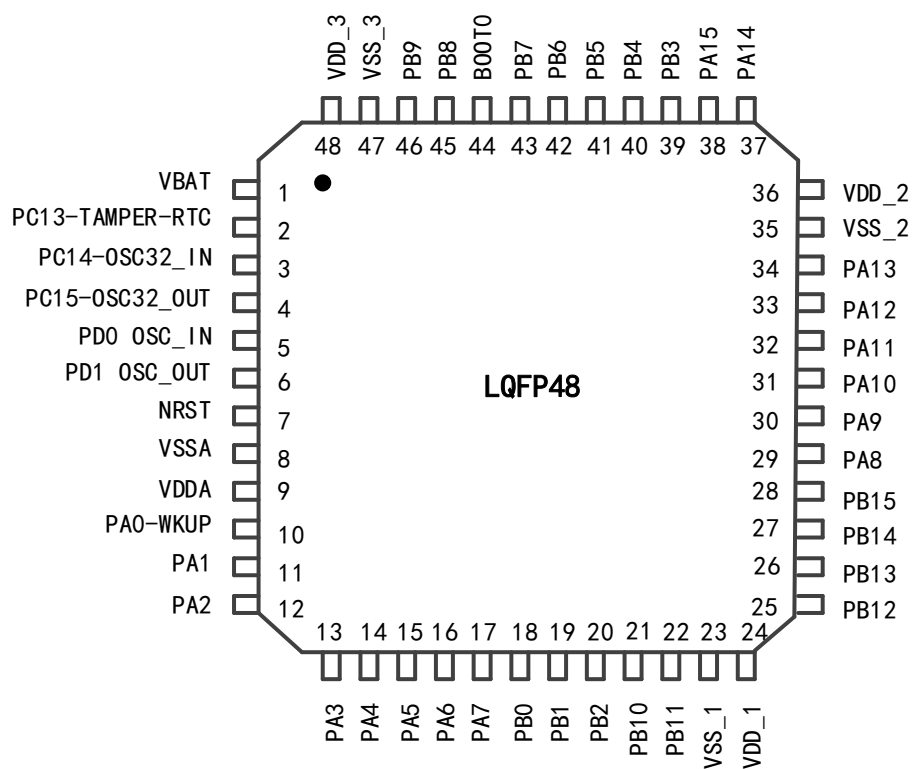 VDD_3
VSS_3
PB9
PB8
BOOT0
PB7
PB6
PB5
PB4
PB3
PA15
PA14
48 47 46 45 44 43 42 41 40 39 38 37
VBAT 1
PC13-TAMPER-RTC 2
PC14-OSC32_IN 3
PC15-OSC32_OUT 4
PD0 OSC_IN 5
PD1 OSC_OUT 6
NRST 7
VSSA 8
VDDA 9
PA0-WKUP 10
PA1 11
PA2 12
LQFP48
36 VDD_2
35 VSS_2
34 PA13
33 PA12
32 PA11
31 PA10
30 PA9
29 PA8
28 PB15
27 PB14
26 PB13
25 PB12
13 14 15 16 17 18 19 20 21 22 23 24
PA3
PA4
PA5
PA6
PA7
PB0
PB1
PB2
PB10
PB11
VSS_1
VDD_1